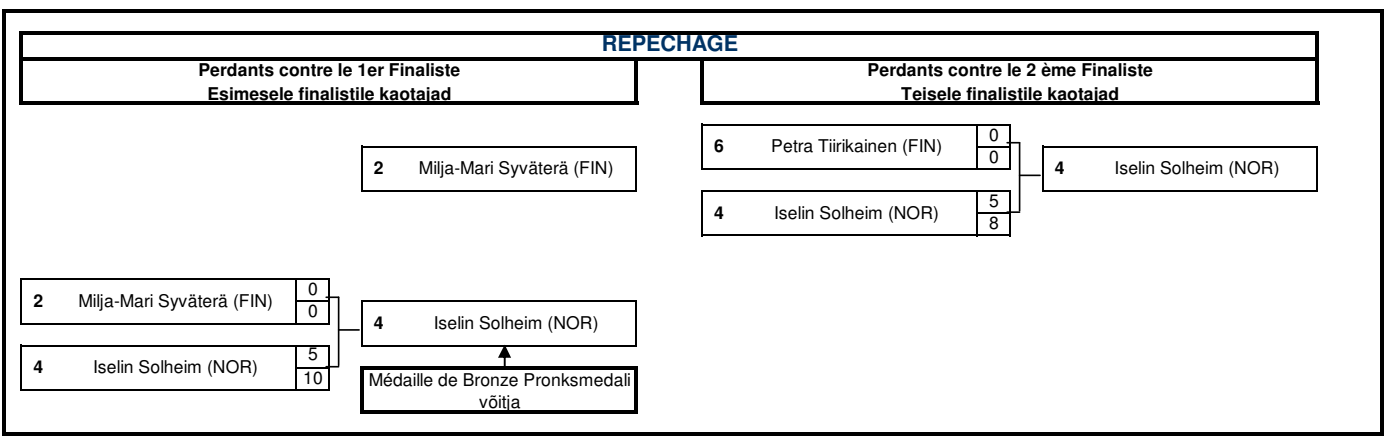 REPECHAGE
Perdants contre le 1er Finaliste
Esimesele finalistile kaotajad
Perdants contre le 2 ème Finaliste
Teisele finalistile kaotajad
2 Milja-Mari Syväterä (FIN)
6 Petra Tiirikainen (FIN) 0
0
4 Iselin Solheim (NOR)
4 Iselin Solheim (NOR) 5
8
2 Milja-Mari Syväterä (FIN) 0
0
4 Iselin Solheim (NOR)
4 Iselin Solheim (NOR) 5
10
Médaille de Bronze Pronksmedali
võitja